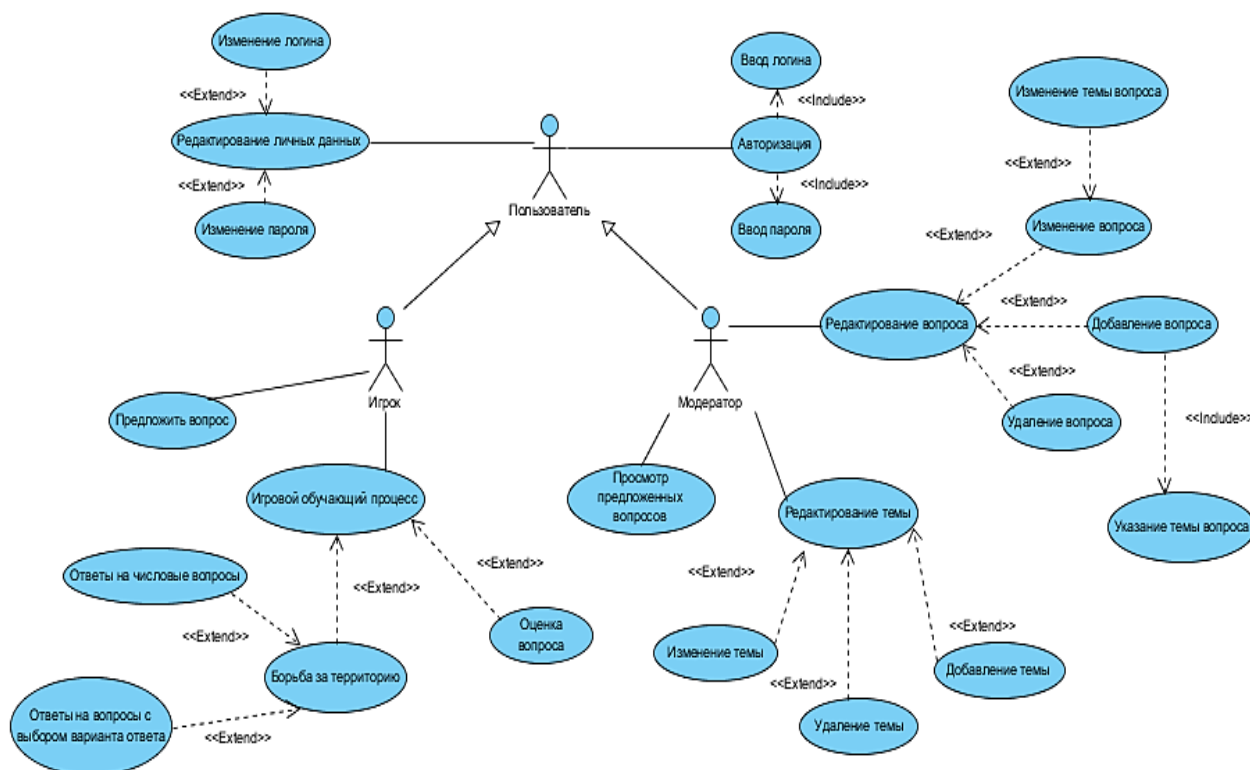 Изменение логина
<<Extend>>
Редактирование личных данных
<<Extend>>
Изменение пароля
Пользователь
Ввод логина
<<Include>>
Авторизация
<<Include>>
Ввод пароля
Изменение темы вопроса
<<Extend>>
Изменение вопроса
<<Extend>>
Редактирование вопроса
<<Extend>>
Добавление вопроса
<<Extend>>
Удаление вопроса
<<Include>>
Указание темы вопроса
Игрок
Предложить вопрос
Игровой обучающий процесс
<<Extend>>
<<Extend>>
Оценка
вопроса
Ответы на числовые вопросы
<<Extend>>
Борьба за территорию
Ответы на вопросы с
выбором варианта ответа
<<Extend>>
Модератор
Просмотр
предложенных
вопросов
Редактирование темы
<<Extend>>
Изменение темы
<<Extend>>
Удаление темы
<<Extend>>
Добавление темы